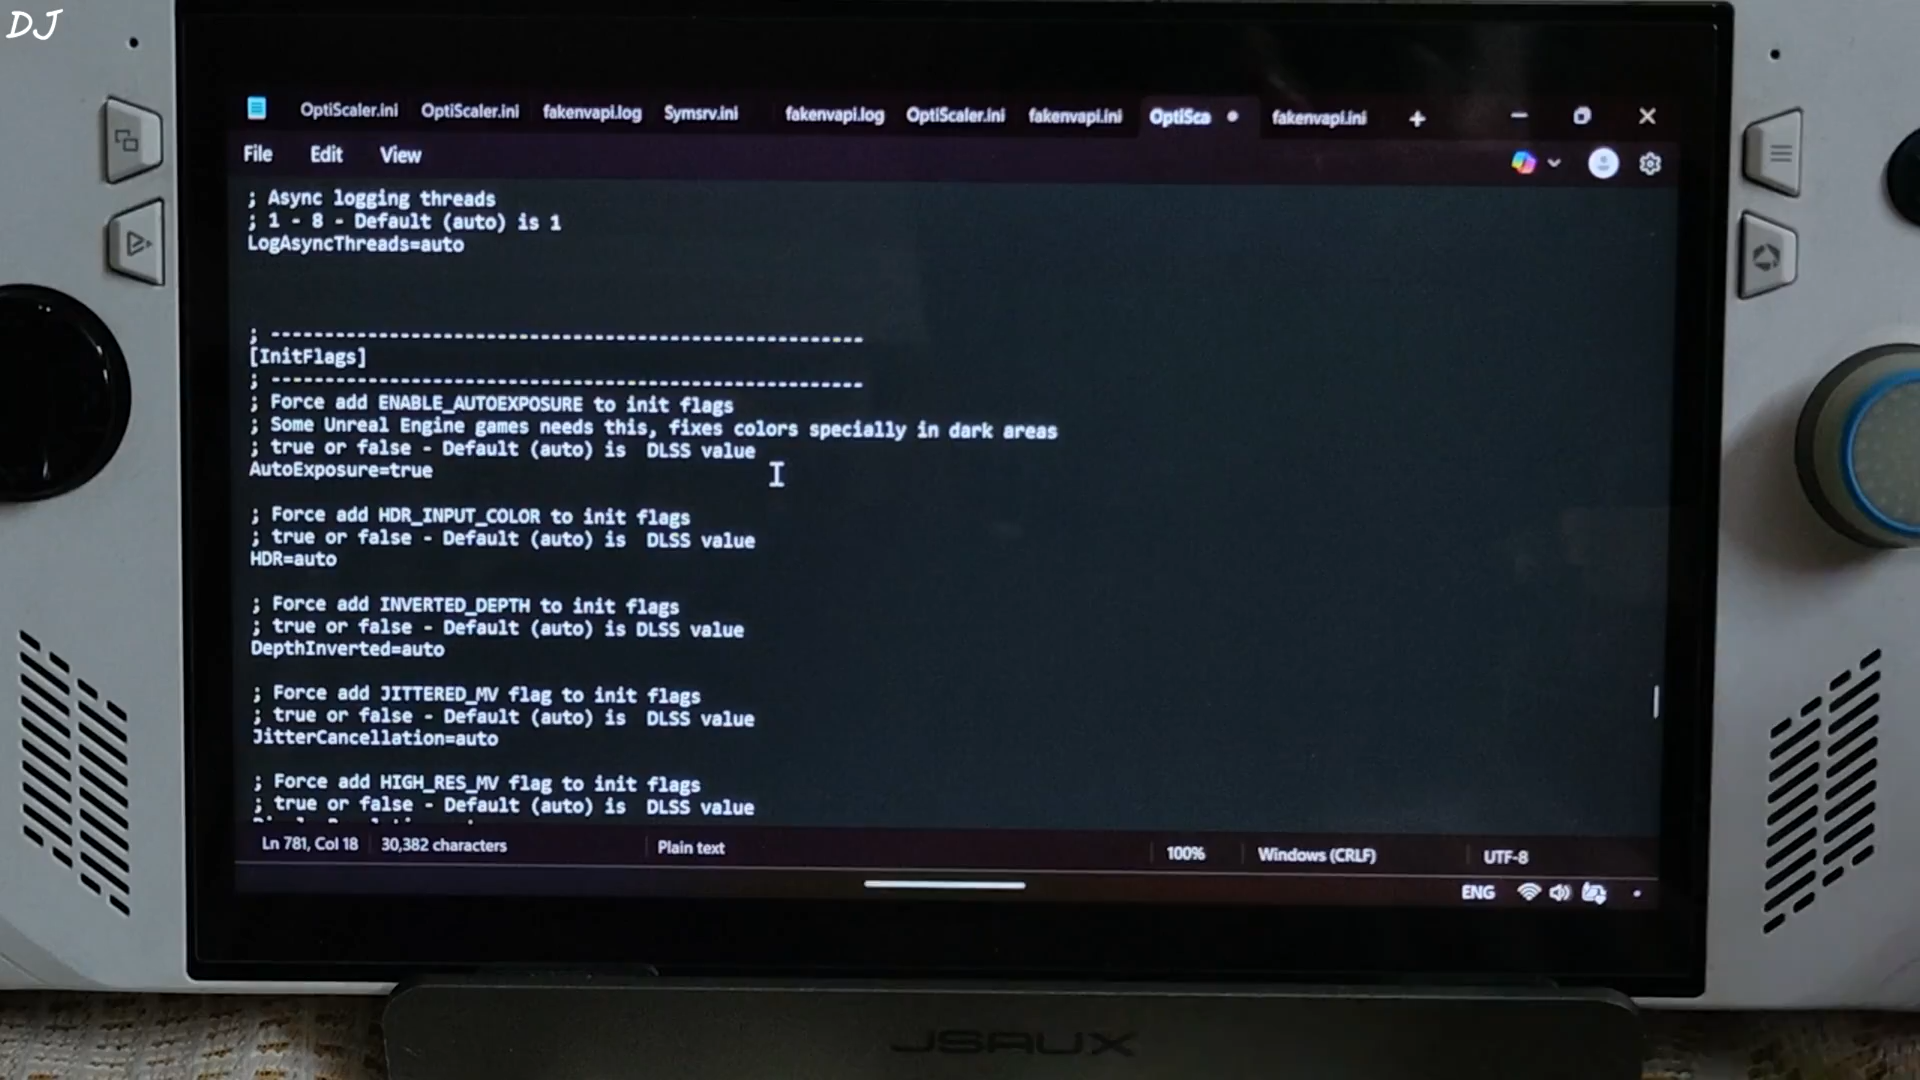 DJ
OptiScaler.ini OptiScaler.ini fakenvapi.log Symsrv.ini fakenvapi.log OptiScaler.ini fakenvapi.ini OptiSca fakenvapi.ini
File Edit View
; Async logging threads
; 1 - 8 - Default (auto) is 1
LogAsyncThreads=auto
; -------------------------------------------------------
[InitFlags]
; -------------------------------------------------------
; Force add ENABLE_AUTOEXPOSURE to init flags
; Some Unreal Engine games needs this, fixes colors specially in dark areas
; true or false - Default (auto) is  DLSS value
AutoExposure=true
; Force add HDR_INPUT_COLOR to init flags
; true or false - Default (auto) is  DLSS value
HDR=auto
; Force add INVERTED_DEPTH to init flags
; true or false - Default (auto) is DLSS value
DepthInverted=auto
; Force add JITTERED_MV flag to init flags
; true or false - Default (auto) is  DLSS value
JitterCancellation=auto
; Force add HIGH_RES_MV flag to init flags
; true or false - Default (auto) is  DLSS value
Ln 781, Col 18 30,382 characters Plain text 100% Windows (CRLF) UTF-8
ENG
JSAUX